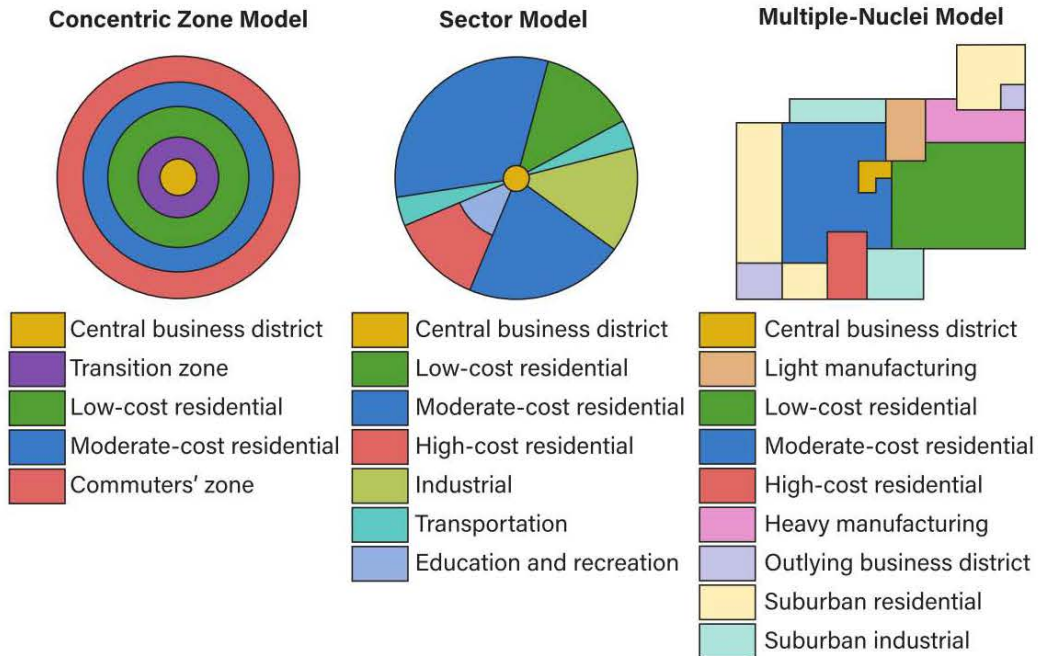 Concentric Zone Model
Central business district
Transition zone
Low-cost residential
Moderate-cost residential
Commuters’ zone
Sector Model
Central business district
Low-cost residential
Moderate-cost residential
High-cost residential
Industrial
Transportation
Education and recreation
Multiple-Nuclei Model
Central business district
Light manufacturing
Low-cost residential
Moderate-cost residential
High-cost residential
Heavy manufacturing
Outlying business district
Suburban residential
Suburban industrial